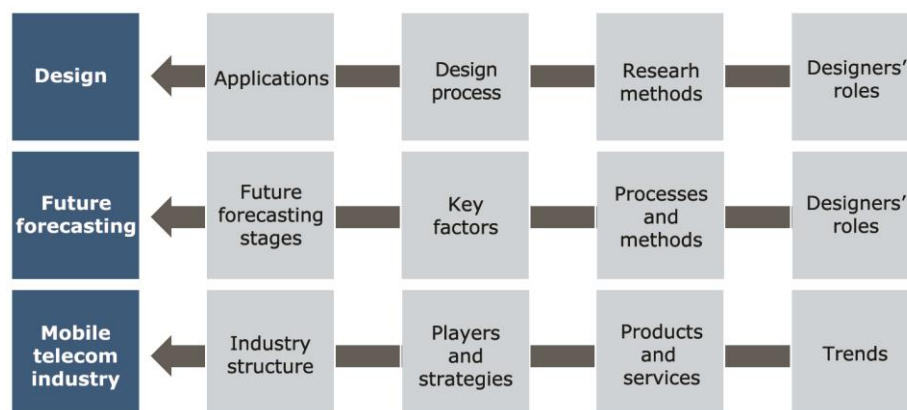 Design
Applications
Design
process
Researh
methods
Designers’
roles
Future
forecasting
Future
forecasting
stages
Key
factors
Processes
and
methods
Designers’
roles
Mobile
telecom
industry
Industry
structure
Players
and
strategies
Products
and
services
Trends